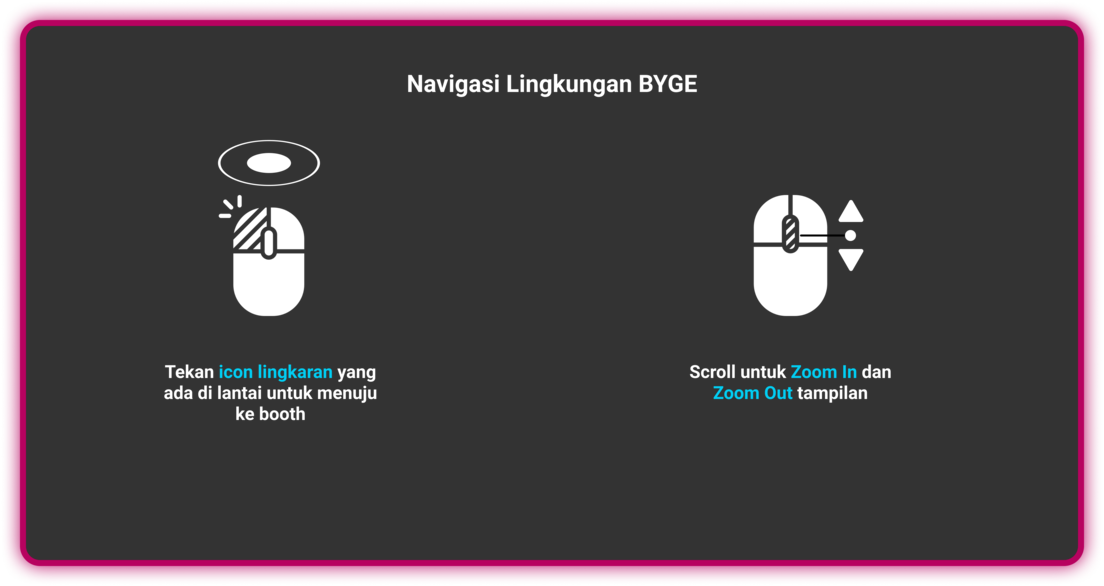 Navigasi Lingkungan BYGE
Tekan icon lingkaran yang
ada di lantai untuk menuju
ke booth
Scroll untuk Zoom In dan
Zoom Out tampilan